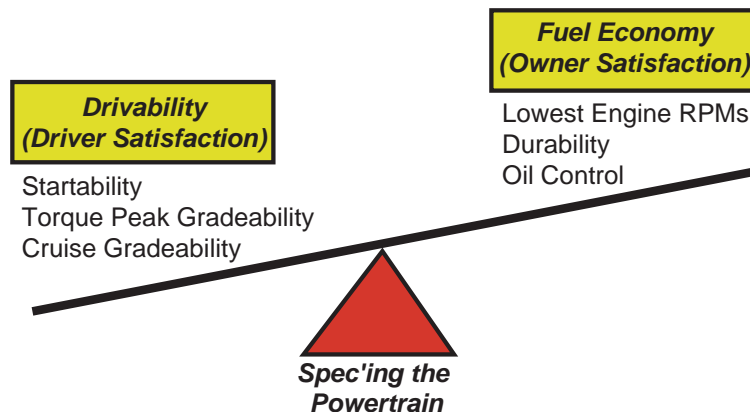 Fuel Economy
(Owner Satisfaction)
Lowest Engine RPMs
Durability
Oil Control
Drivability
(Driver Satisfaction)
Startability
Torque Peak Gradeability
Cruise Gradeability
Spec'ing the
Powertrain